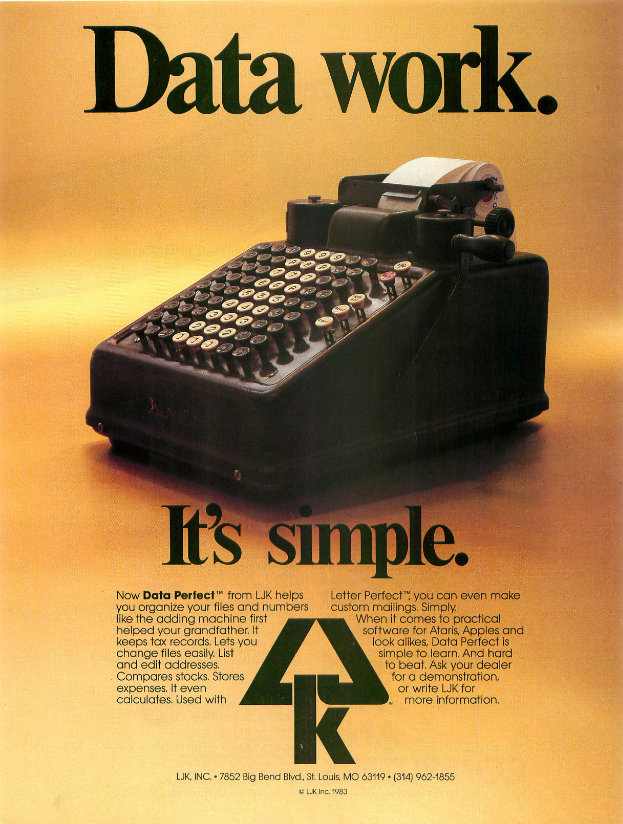 Data work.
It's simple.
Now Data Perfect™ from LJK helps
you organize your files and numbers
like the adding machine first
helped your grandfather. It
keeps tax records. Lets you
change files easily. List
and edit addresses.
Compares stocks. Stores
expenses. It even
calculates. Used with
Letter Perfect™, you can even make
custom mailings. Simply.
When it comes to practical
software for Ataris, Apples and
look alikes, Data Perfect is
simple to learn. And hard
to beat. Ask your dealer
for a demonstration,
or write LJK for
more information.
LJK
LJK, INC. • 7852 Big Bend Blvd., St. Louis, MO 63119 • (314) 962-1855
© LJK Inc. 1983